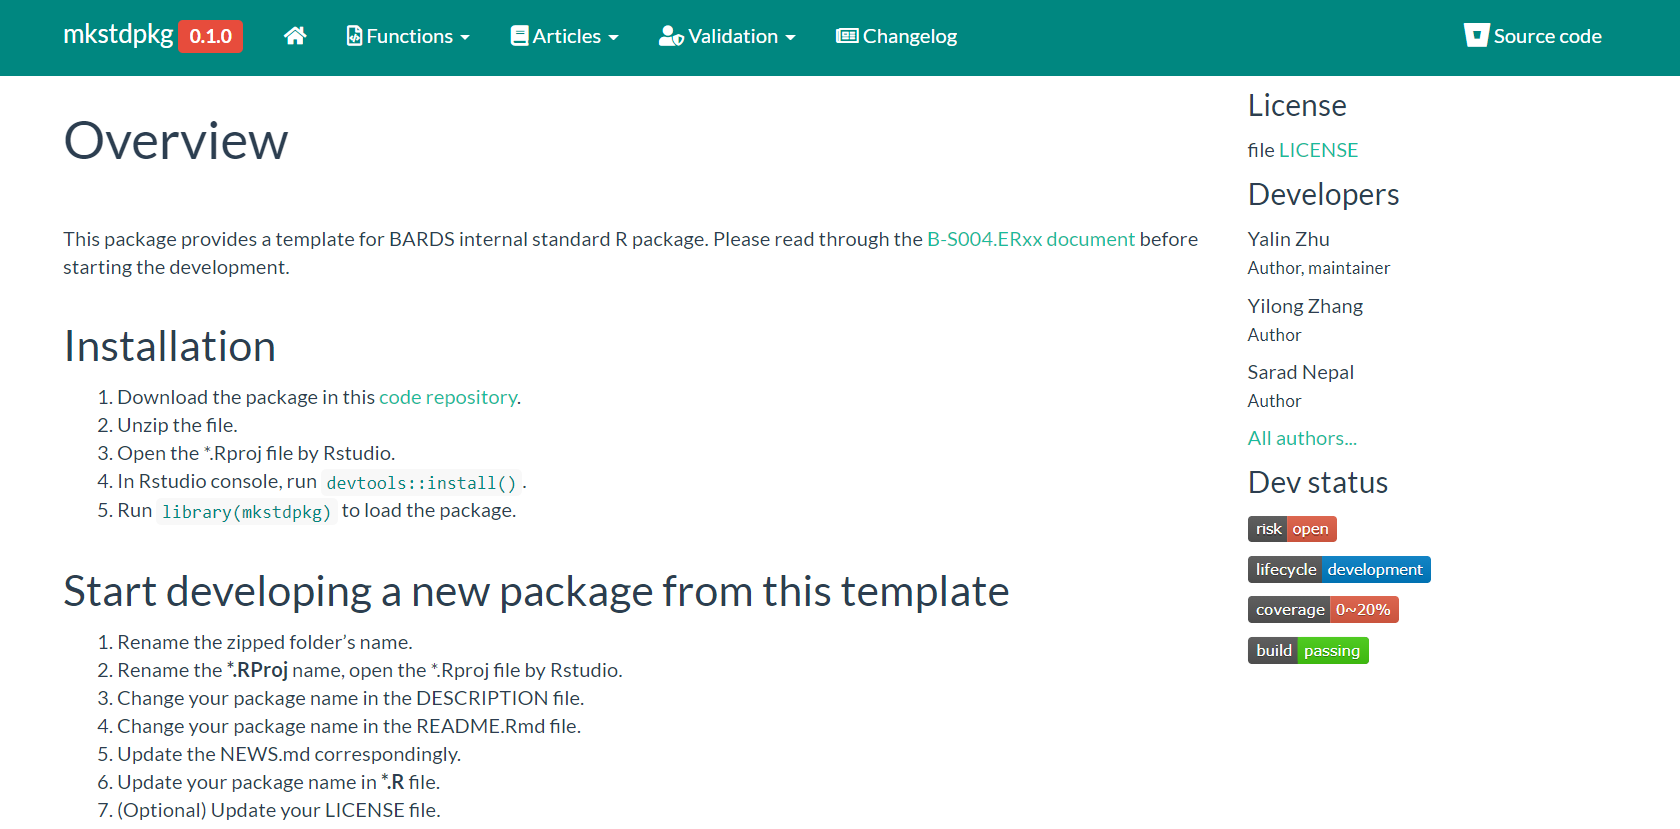 mkstdpkg 0.1.0 Functions Articles Validation Changelog Source code
Overview
This package provides a template for BARDS internal standard R package. Please read through the B-S004.ERxx document before
starting the development.
Installation
1. Download the package in this code repository.
2. Unzip the file.
3. Open the *.Rproj file by Rstudio.
4. In Rstudio console, run devtools::install() .
5. Run library(mkstdpkg) to load the package.
Start developing a new package from this template
1. Rename the zipped folder’s name.
2. Rename the *.RProj name, open the *.Rproj file by Rstudio.
3. Change your package name in the DESCRIPTION file.
4. Change your package name in the README.Rmd file.
5. Update the NEWS.md correspondingly.
6. Update your package name in *.R file.
7. (Optional) Update your LICENSE file.
License
file LICENSE
Developers
Yalin Zhu
Author, maintainer
Yilong Zhang
Author
Sarad Nepal
Author
All authors...
Dev status
risk open
lifecycle development
coverage 0~20%
build passing